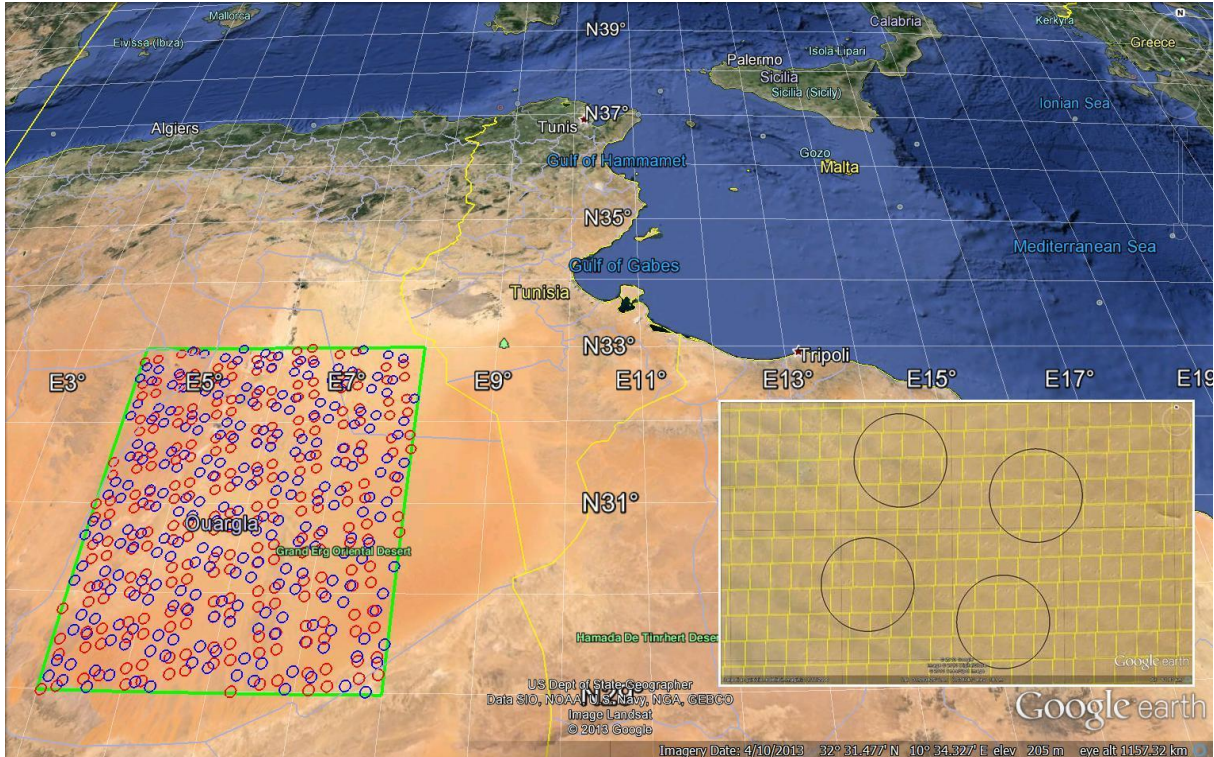 Mallorca
Calabria
Kerkyra
N
N39°
Eivissa (Ibiza)
Isola Lipari
Greece
Palermo
Sicilia
Sicilia (Sicily)
Ionian Sea
N37°
Algiers
Tunis
Gulf of Hammamet
Gozo
Malta
N35°
Mediterranean Sea
Gulf of Gabes
Tunisia
N33°
Tripoli
E3°
E5°
E7°
E9°
E11°
E13°
E15°
E17°
E19
N31°
Ouargla
Grand Erg Oriental Desert
Hamada De Tinrhert Deser
Google earth
US Dept of State Geographer
Data SIO, NOAA, U.S. Navy, NGA, GEBCO
Image Landsat
© 2013 Google
Google earth
Imagery Date: 4/10/2013 32° 31.477' N 10° 34.327' E elev 205 m eye alt 1157.32 km